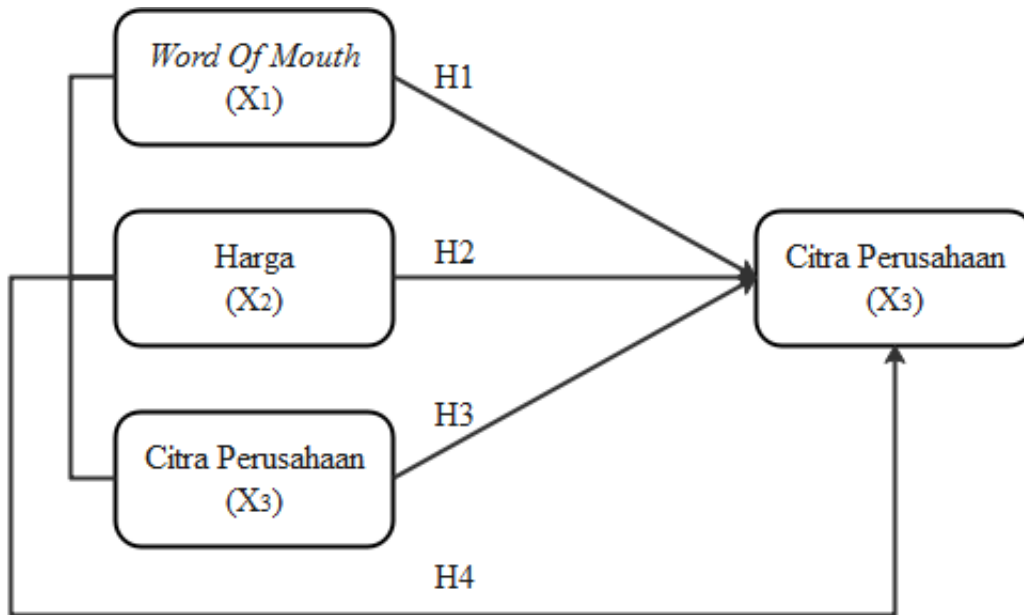 Word Of Mouth
(X1)
H1
Harga
(X2)
H2
Citra Perusahaan
(X3)
Citra Perusahaan
(X3)
H3
H4